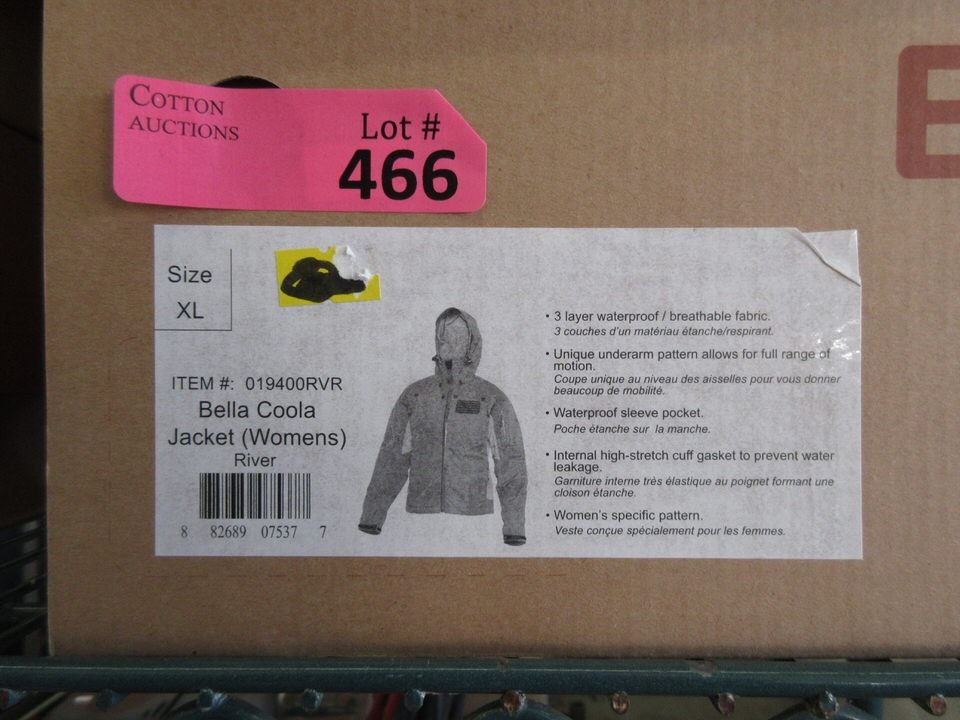 COTTON
AUCTIONS
Lot #
466
E
Size
XL
ITEM #: 019400RVR
Bella Coola
Jacket (Womens)
River
8 82689 07537 7
• 3 layer waterproof / breathable fabric.
3 couches d'un matériau étanche/respirant.
• Unique underarm pattern allows for full range of
motion.
Coupe unique au niveau des aisselles pour vous donner
beaucoup de mobilité.
• Waterproof sleeve pocket.
Poche étanche sur la manche.
• Internal high-stretch cuff gasket to prevent water
leakage.
Garniture interne très élastique au poignet formant une
cloison étanche.
• Women's specific pattern.
Veste conçue spécialement pour les femmes.